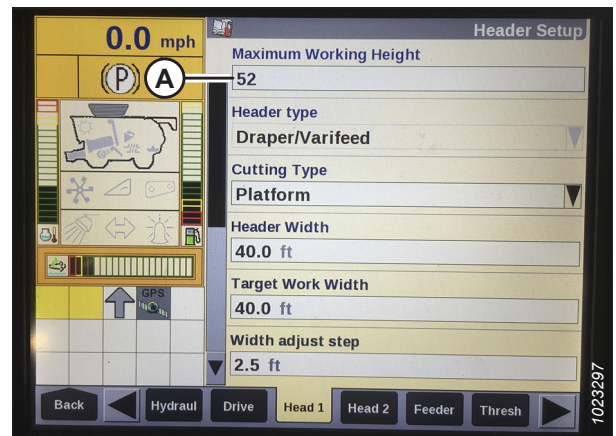 Header Setup
0.0 mph
(P)
A
Maximum Working Height
52
Header type
Draper/Varifeed
Cutting Type
Platform
Header Width
40.0 ft
Target Work Width
40.0 ft
Width adjust step
2.5 ft
GPS
Back
Hydraul
Drive
Head 1
Head 2
Feeder
Thresh
1023297